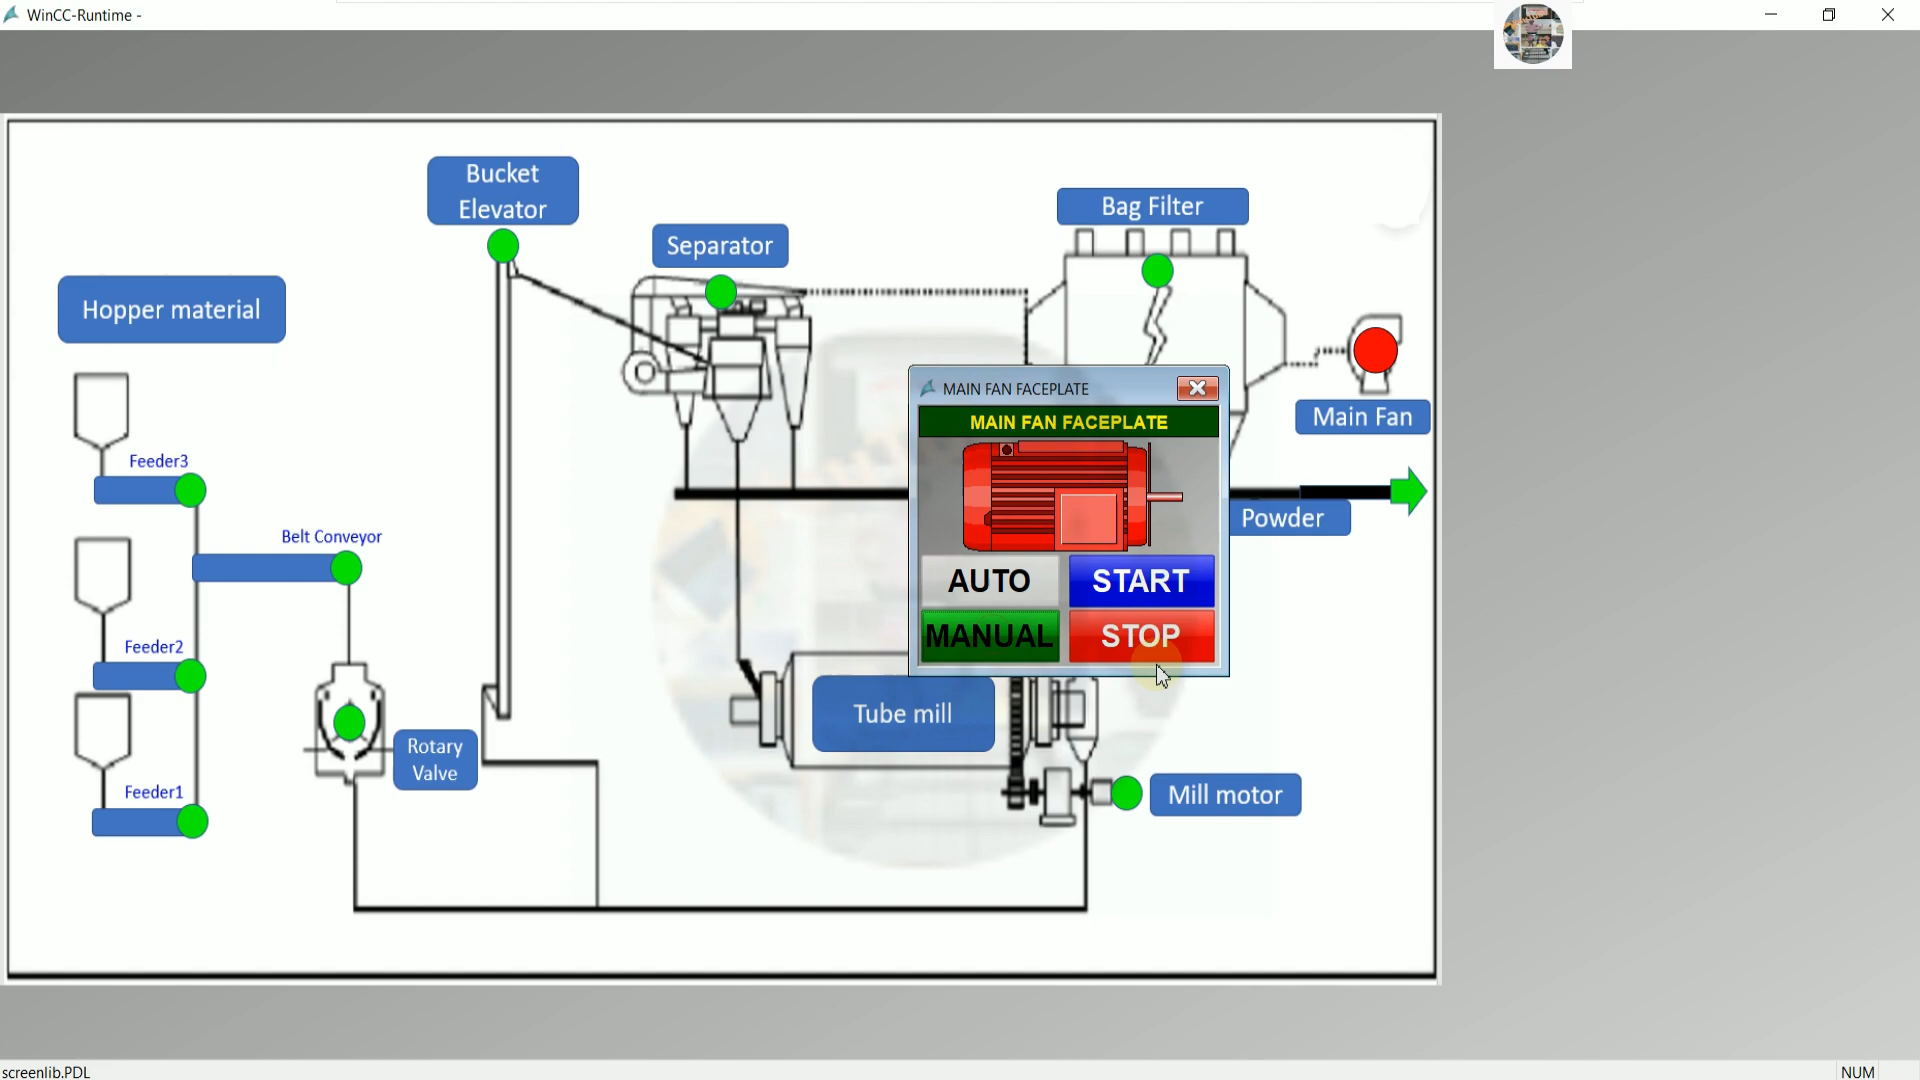 WinCC-Runtime -
Bucket
Elevator
Bag Filter
Separator
Hopper material
MAIN FAN FACEPLATE
MAIN FAN FACEPLATE
Main Fan
Feeder3
Powder
Belt Conveyor
AUTO
START
MANUAL
STOP
Feeder2
Tube mill
Rotary
Valve
Feeder1
Mill motor
screenlib.PDL
NUM